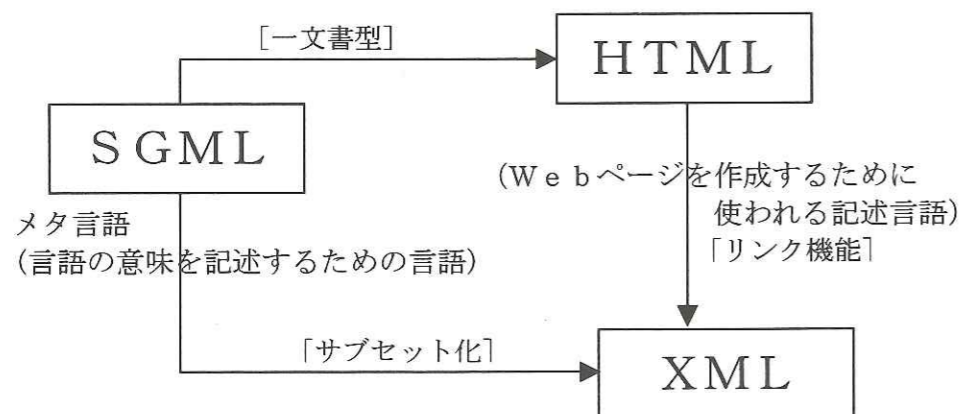 [一文書型]
HTML
SGML
(Webページを作成するために
使われる記述言語)
「リンク機能」
メタ言語
(言語の意味を記述するための言語)
「サブセット化]
XML